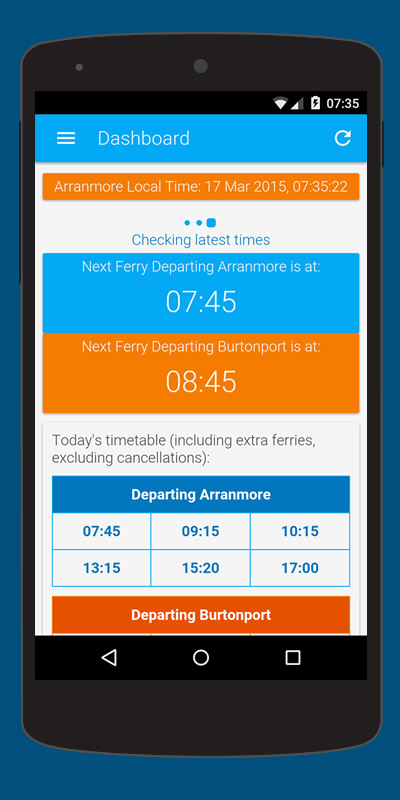 07:35
Dashboard
Arranmore Local Time: 17 Mar 2015, 07:35:22
Checking latest times
Next Ferry Departing Arranmore is at:
07:45
Next Ferry Departing Burtonport is at:
08:45
Today's timetable (including extra ferries,
excluding cancellations):
Departing Arranmore
07:45 09:15 10:15
13:15 15:20 17:00
Departing Burtonport